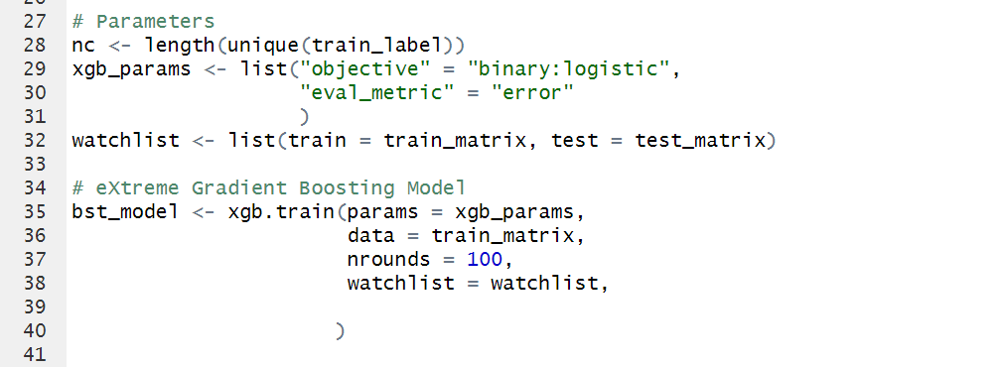 27 # Parameters
28 nc <- length(unique(train_label))
29 xgb_params <- list("objective" = "binary:logistic",
30 "eval_metric" = "error"
31 )
32 watchlist <- list(train = train_matrix, test = test_matrix)
33
34 # eXtreme Gradient Boosting Model
35 bst_model <- xgb.train(params = xgb_params,
36 data = train_matrix,
37 nrounds = 100,
38 watchlist = watchlist,
39
40 )
41